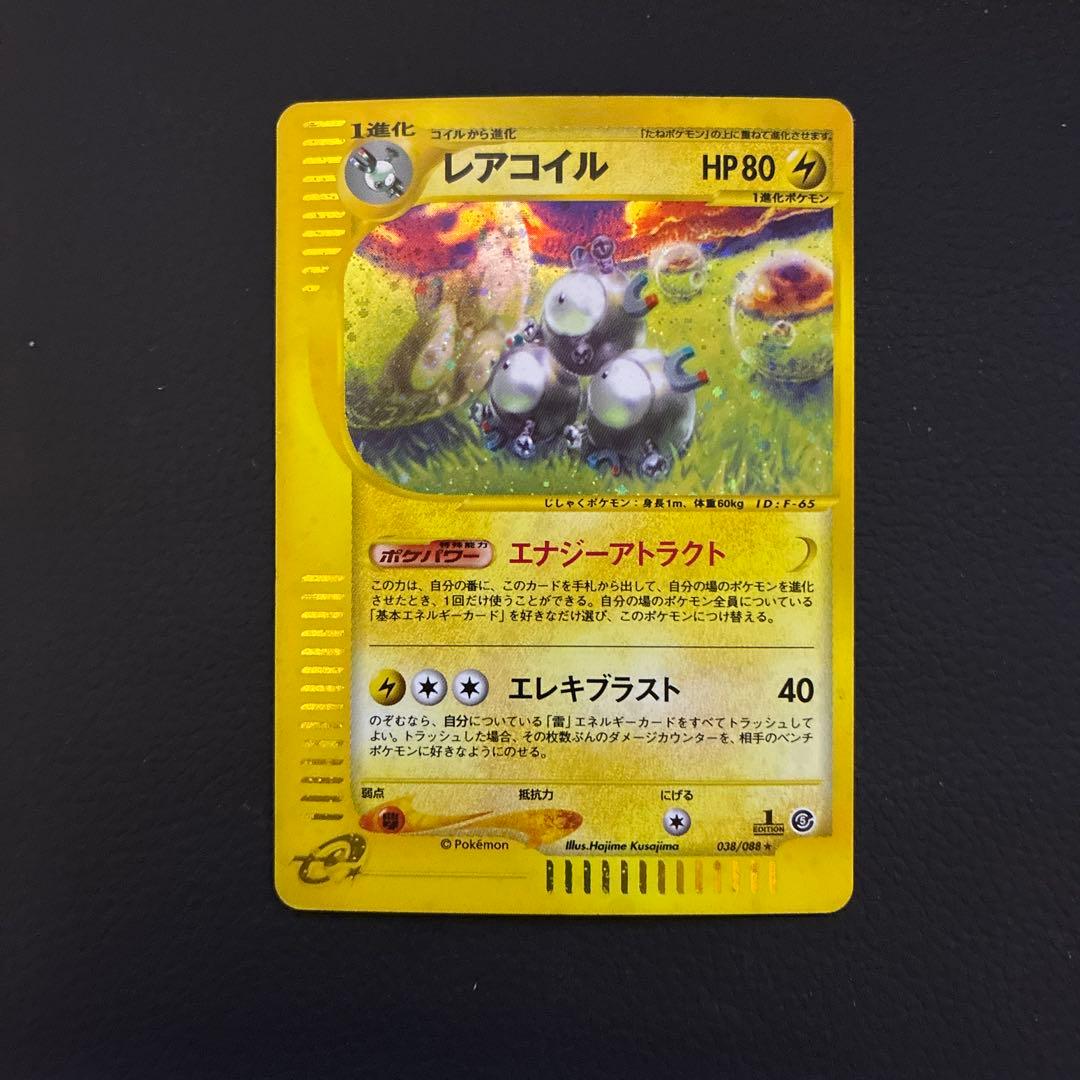 1進化 コイルから進化 「たねポケモン」の上に重ねて進化させます。
レアコイル HP80
1進化ポケモン
じしゃくポケモン：身長1m、体重60kg ID:F-65
特殊能力
ポケパワー エナジーアトラクト
この力は、自分の番に、このカードを手札から出して、自分の場のポケモンを進化
させたとき、1回だけ使うことができる。自分の場のポケモン全員についている
「基本エネルギーカード」を好きなだけ選び、このポケモンにつけ替える。
エレキブラスト 40
のぞむなら、自分についている「雷」エネルギーカードをすべてトラッシュして
よい。トラッシュした場合、その枚数ぶんのダメージカウンターを、相手のベンチ
ポケモンに好きなようにのせる。
弱点 抵抗力 にげる
1
EDITION
5
©Pokémon Illus.Hajime Kusajima 038/088★
e